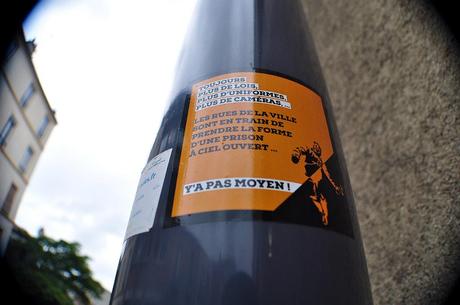 TOUJOURS
PLUS DE LOIS,
PLUS D'UNIFORMES,
PLUS DE CAMÉRAS, ...
LES RUES DE LA VILLE
SONT EN TRAIN DE
PRENDRE LA FORME
D'UNE PRISON
À CIEL OUVERT ...
Y'A PAS MOYEN !